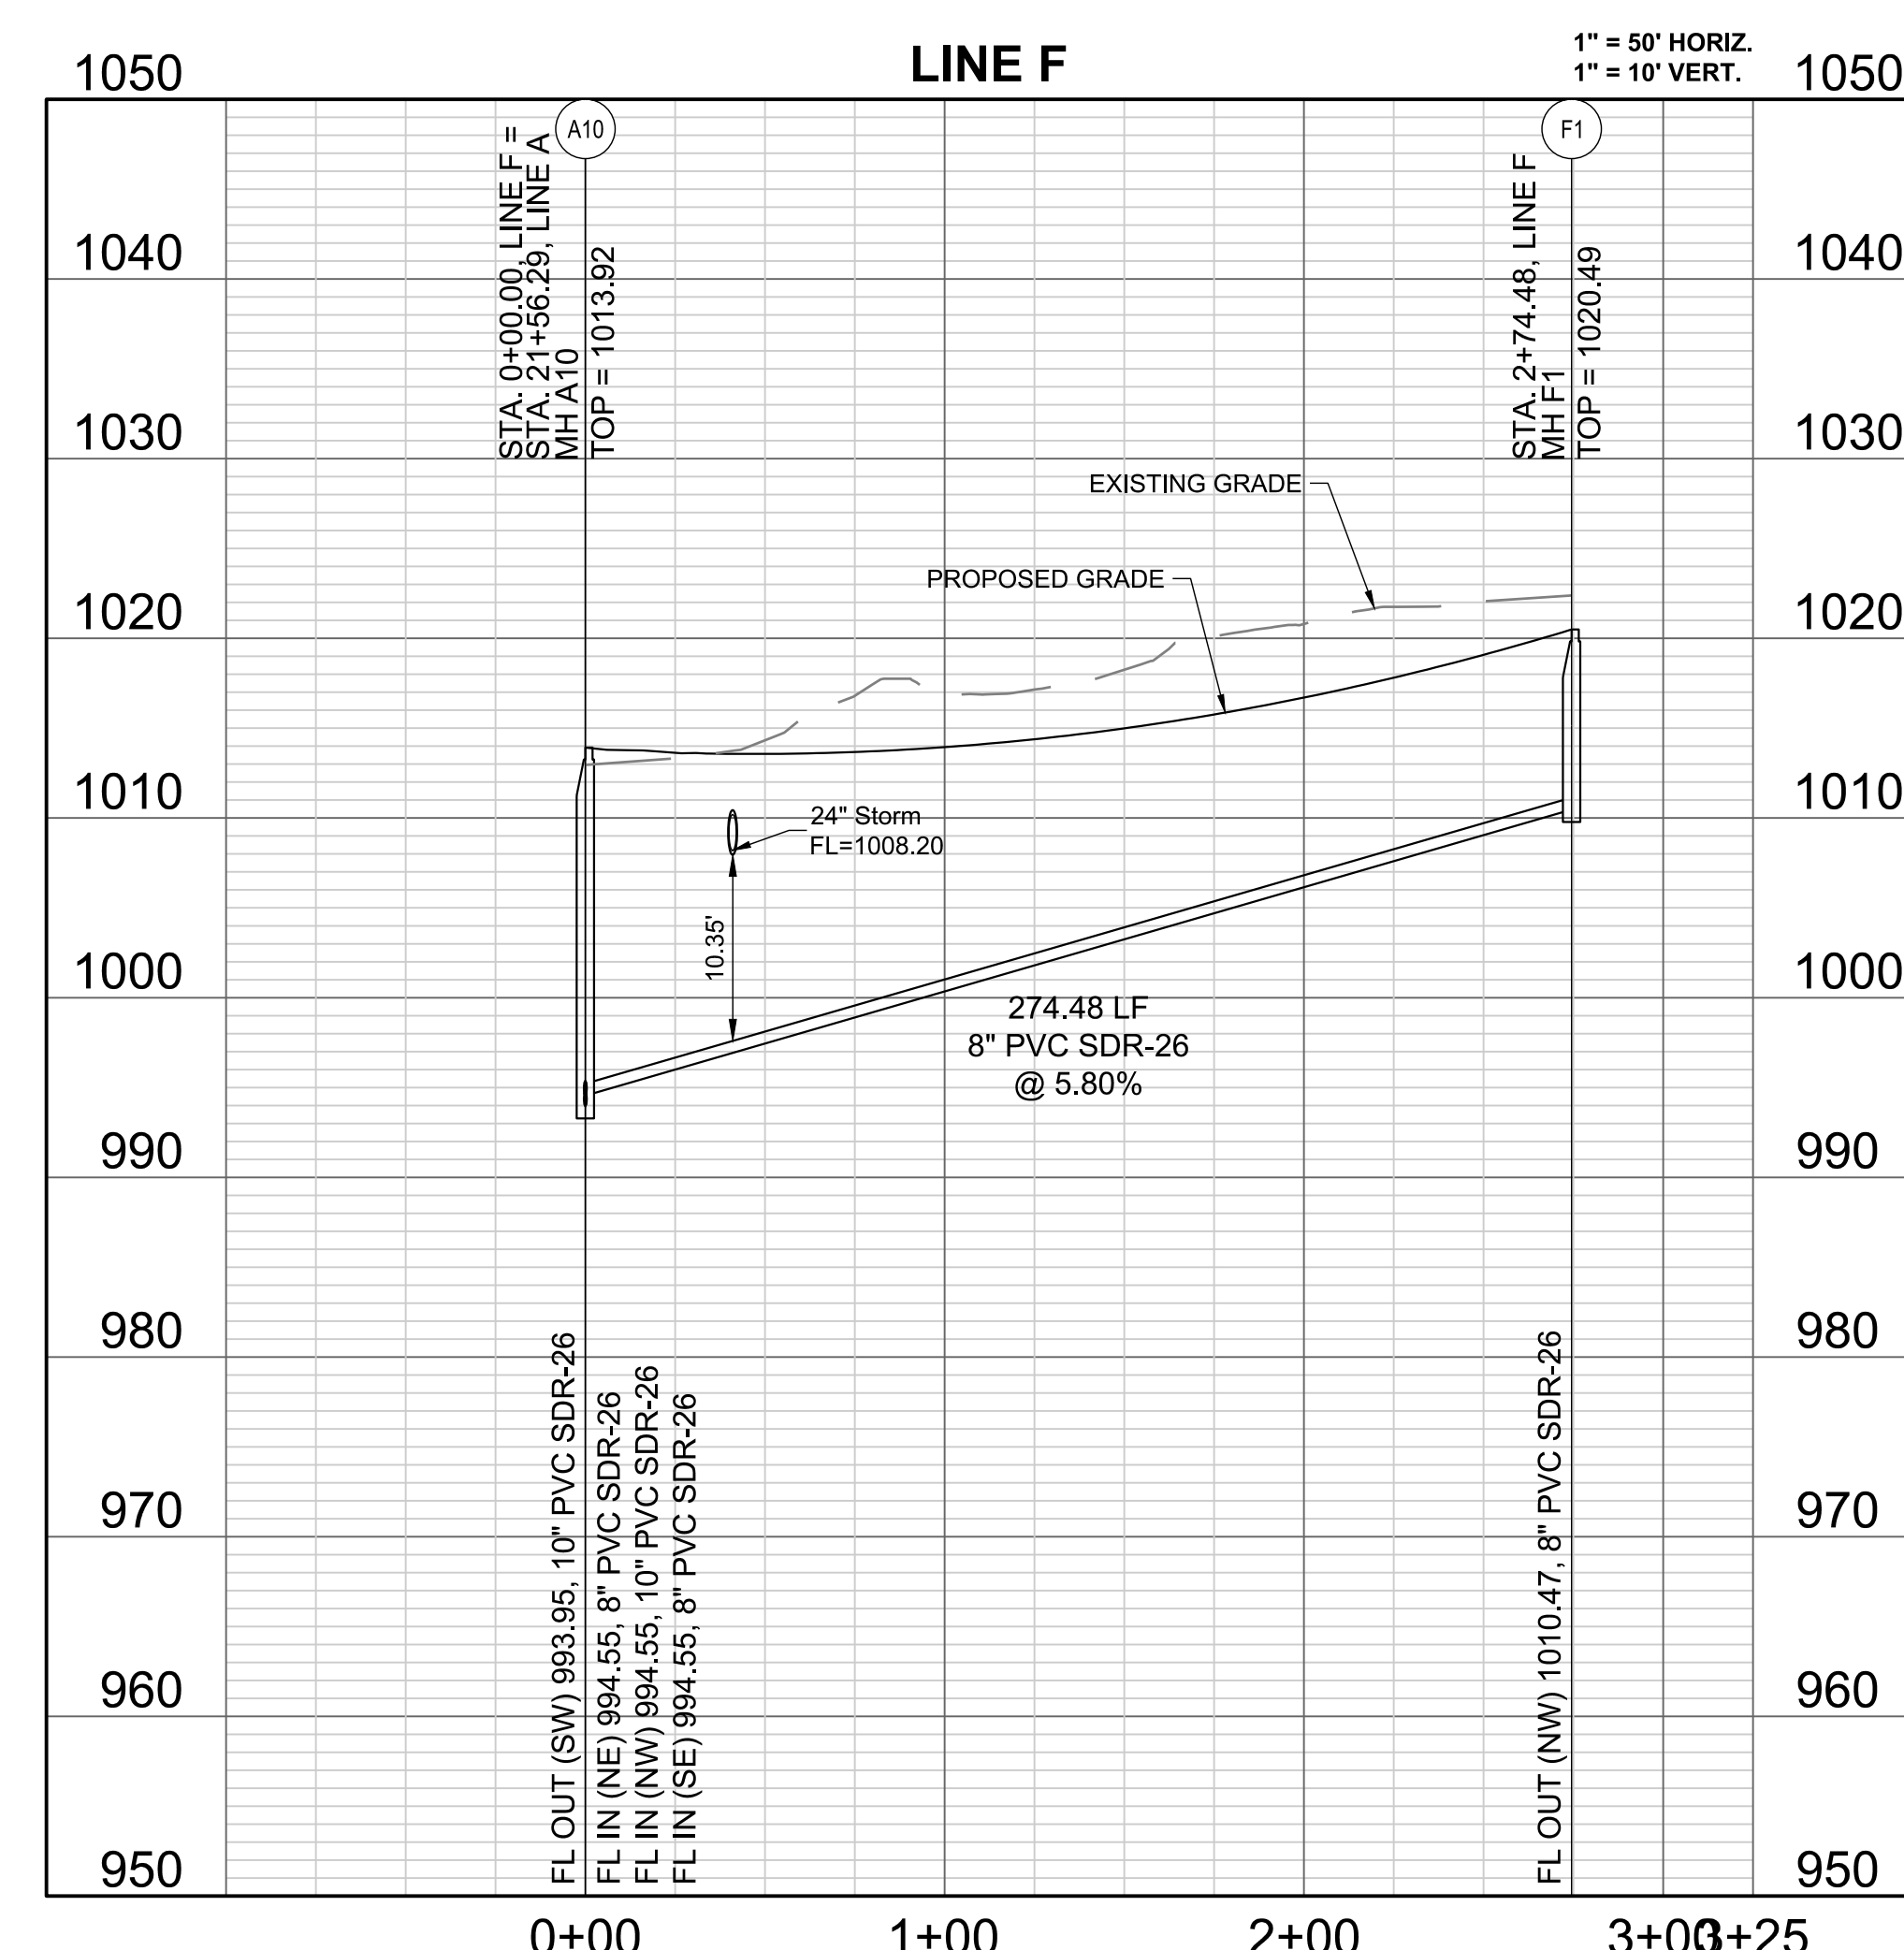 LINE F
1" = 50' HORIZ.
1" = 10' VERT.
1050
1050
A10
F1
STA. 0+00.00, LINE F =
STA. 21+56.29, LINE A
MH A10
TOP = 1013.92
STA. 2+74.48, LINE F
MH F1
TOP = 1020.49
1040
1040
1030
1030
EXISTING GRADE
PROPOSED GRADE
1020
1020
1010
1010
24" Storm
FL=1008.20
10.35'
1000
1000
274.48 LF
8" PVC SDR-26
@ 5.80%
990
990
980
980
FL OUT (SW) 993.95, 10" PVC SDR-26
FL IN (NE) 994.55, 8" PVC SDR-26
FL IN (NW) 994.55, 10" PVC SDR-26
FL IN (SE) 994.55, 8" PVC SDR-26
FL OUT (NW) 1010.47, 8" PVC SDR-26
970
970
960
960
950
950
0+00
1+00
2+00
3+00
3+25